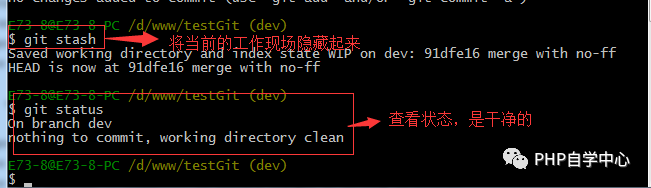 no changes added to commit (use "git add" and/or "git commit -a")
E73-8@E73-8-PC /d/www/testGit (dev)
$ git stash 将当前的工作现场隐藏起来
Saved working directory and index state WIP on dev: 91dfe16 merge with no-ff
HEAD is now at 91dfe16 merge with no-ff
E73-8@E73-8-PC /d/www/testGit (dev)
$ git status
On branch dev 查看状态，是干净的
nothing to commit, working directory clean
E73-8@E73-8-PC /d/www/testGit (dev)
$
PHP自学中心